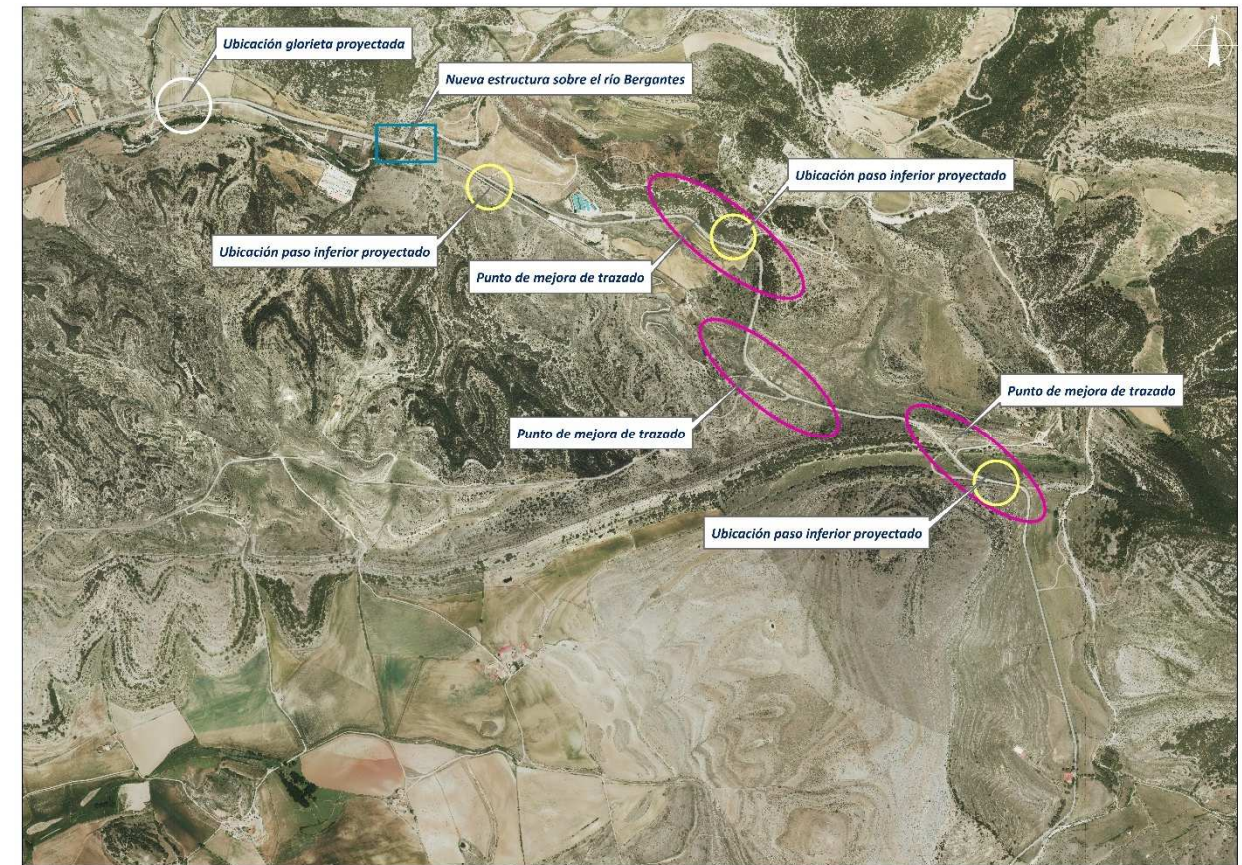 Ubicación glorieta proyectada
Nueva estructura sobre el río Bergantes
Ubicación paso inferior proyectado
Ubicación paso inferior proyectado
Punto de mejora de trazado
Punto de mejora de trazado
Punto de mejora de trazado
Ubicación paso inferior proyectado